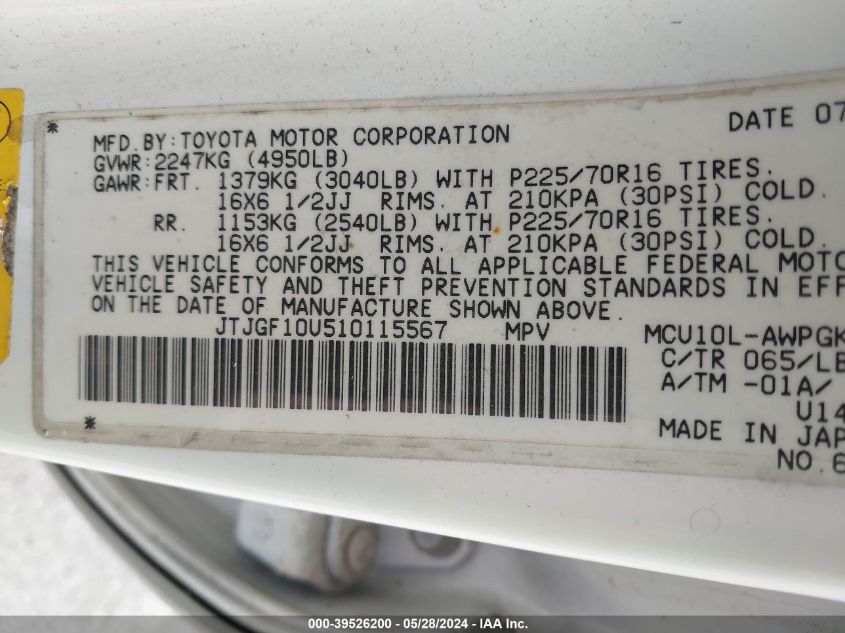 * DATE 07
MFD.BY:TOYOTA MOTOR CORPORATION
GVWR:2247KG (4950LB)
GAWR:FRT. 1379KG (3040LB) WITH P225/70R16 TIRES.
16X6 1/2JJ RIMS. AT 210KPA (30PSI) COLD.
RR. 1153KG (2540LB) WITH P225/70R16 TIRES.
16X6 1/2JJ RIMS. AT 210KPA (30PSI) COLD.
THIS VEHICLE CONFORMS TO ALL APPLICABLE FEDERAL MOTO
VEHICLE SAFETY AND THEFT PREVENTION STANDARDS IN EFF
ON THE DATE OF MANUFACTURE SHOWN ABOVE.
JTJGF10U510115567 MPV MCU10L-AWPGK
C/TR 065/LB
A/TM -01A/
U14
* MADE IN JAP
NO.6
000-39526200 - 05/28/2024 - IAA Inc.